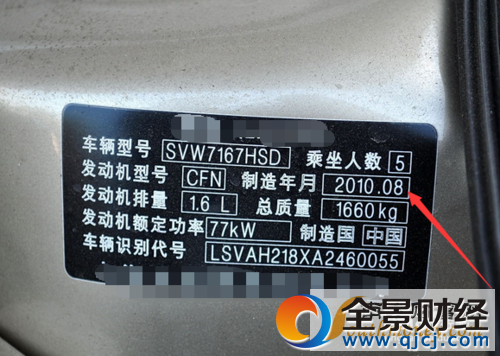 车辆型号 SVW7167HSD 乘坐人数 5
发动机型号 CFN 制造年月 2010.08
发动机排量 1.6 L 总质量 1660kg
发动机额定功率 77kW 制造国 中国
车辆识别代号 LSVAH218XA2460055
全景财经
www.qjcj.com